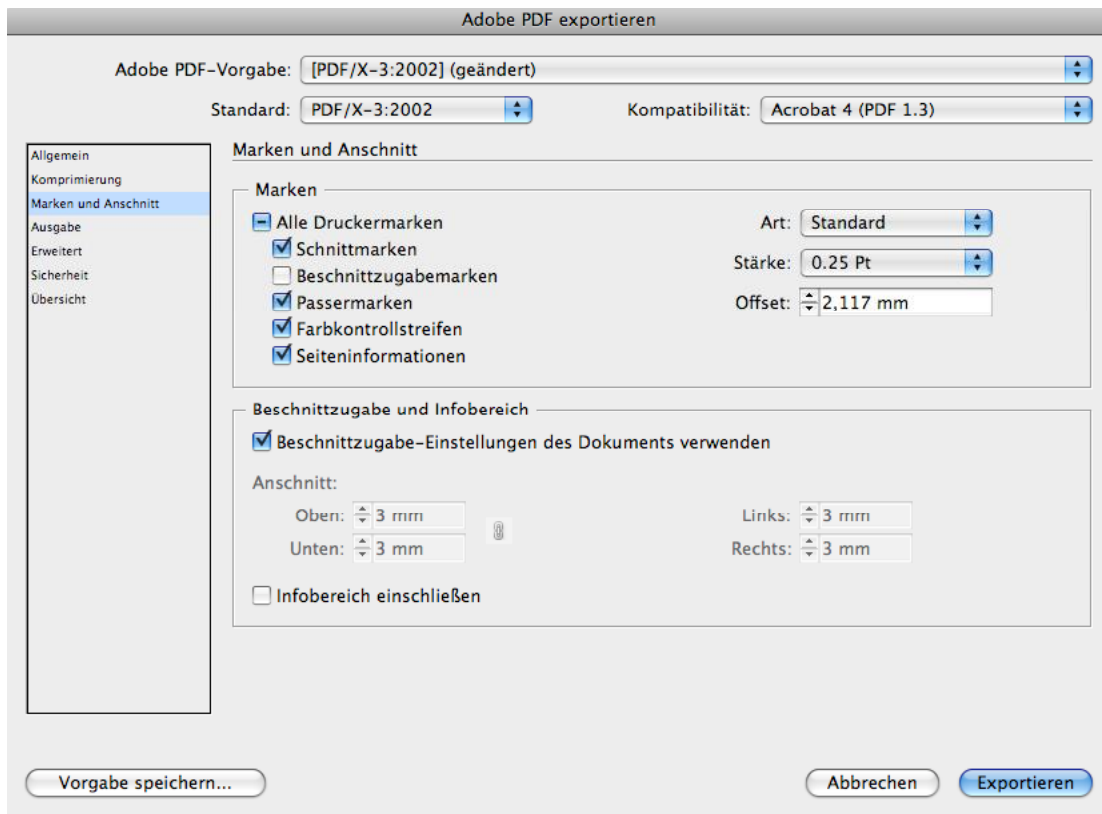 Adobe PDF exportieren
Adobe PDF-Vorgabe: [PDF/X-3:2002] (geändert)
Standard: PDF/X-3:2002 Kompatibilität: Acrobat 4 (PDF 1.3)
Allgemein
Komprimierung
Marken und Anschnitt
Ausgabe
Erweitert
Sicherheit
Übersicht
Marken und Anschnitt
Marken
Alle Druckermarken
Schnittmarken
Beschnittzugabemarken
Passermarken
Farbkontrollstreifen
Seiteninformationen
Art: Standard
Stärke: 0.25 Pt
Offset: 2,117 mm
Beschnittzugabe und Infobereich
Beschnittzugabe-Einstellungen des Dokuments verwenden
Anschnitt:
Oben: 3 mm Links: 3 mm
Unten: 3 mm Rechts: 3 mm
Infobereich einschließen
Vorgabe speichern... Abbrechen Exportieren